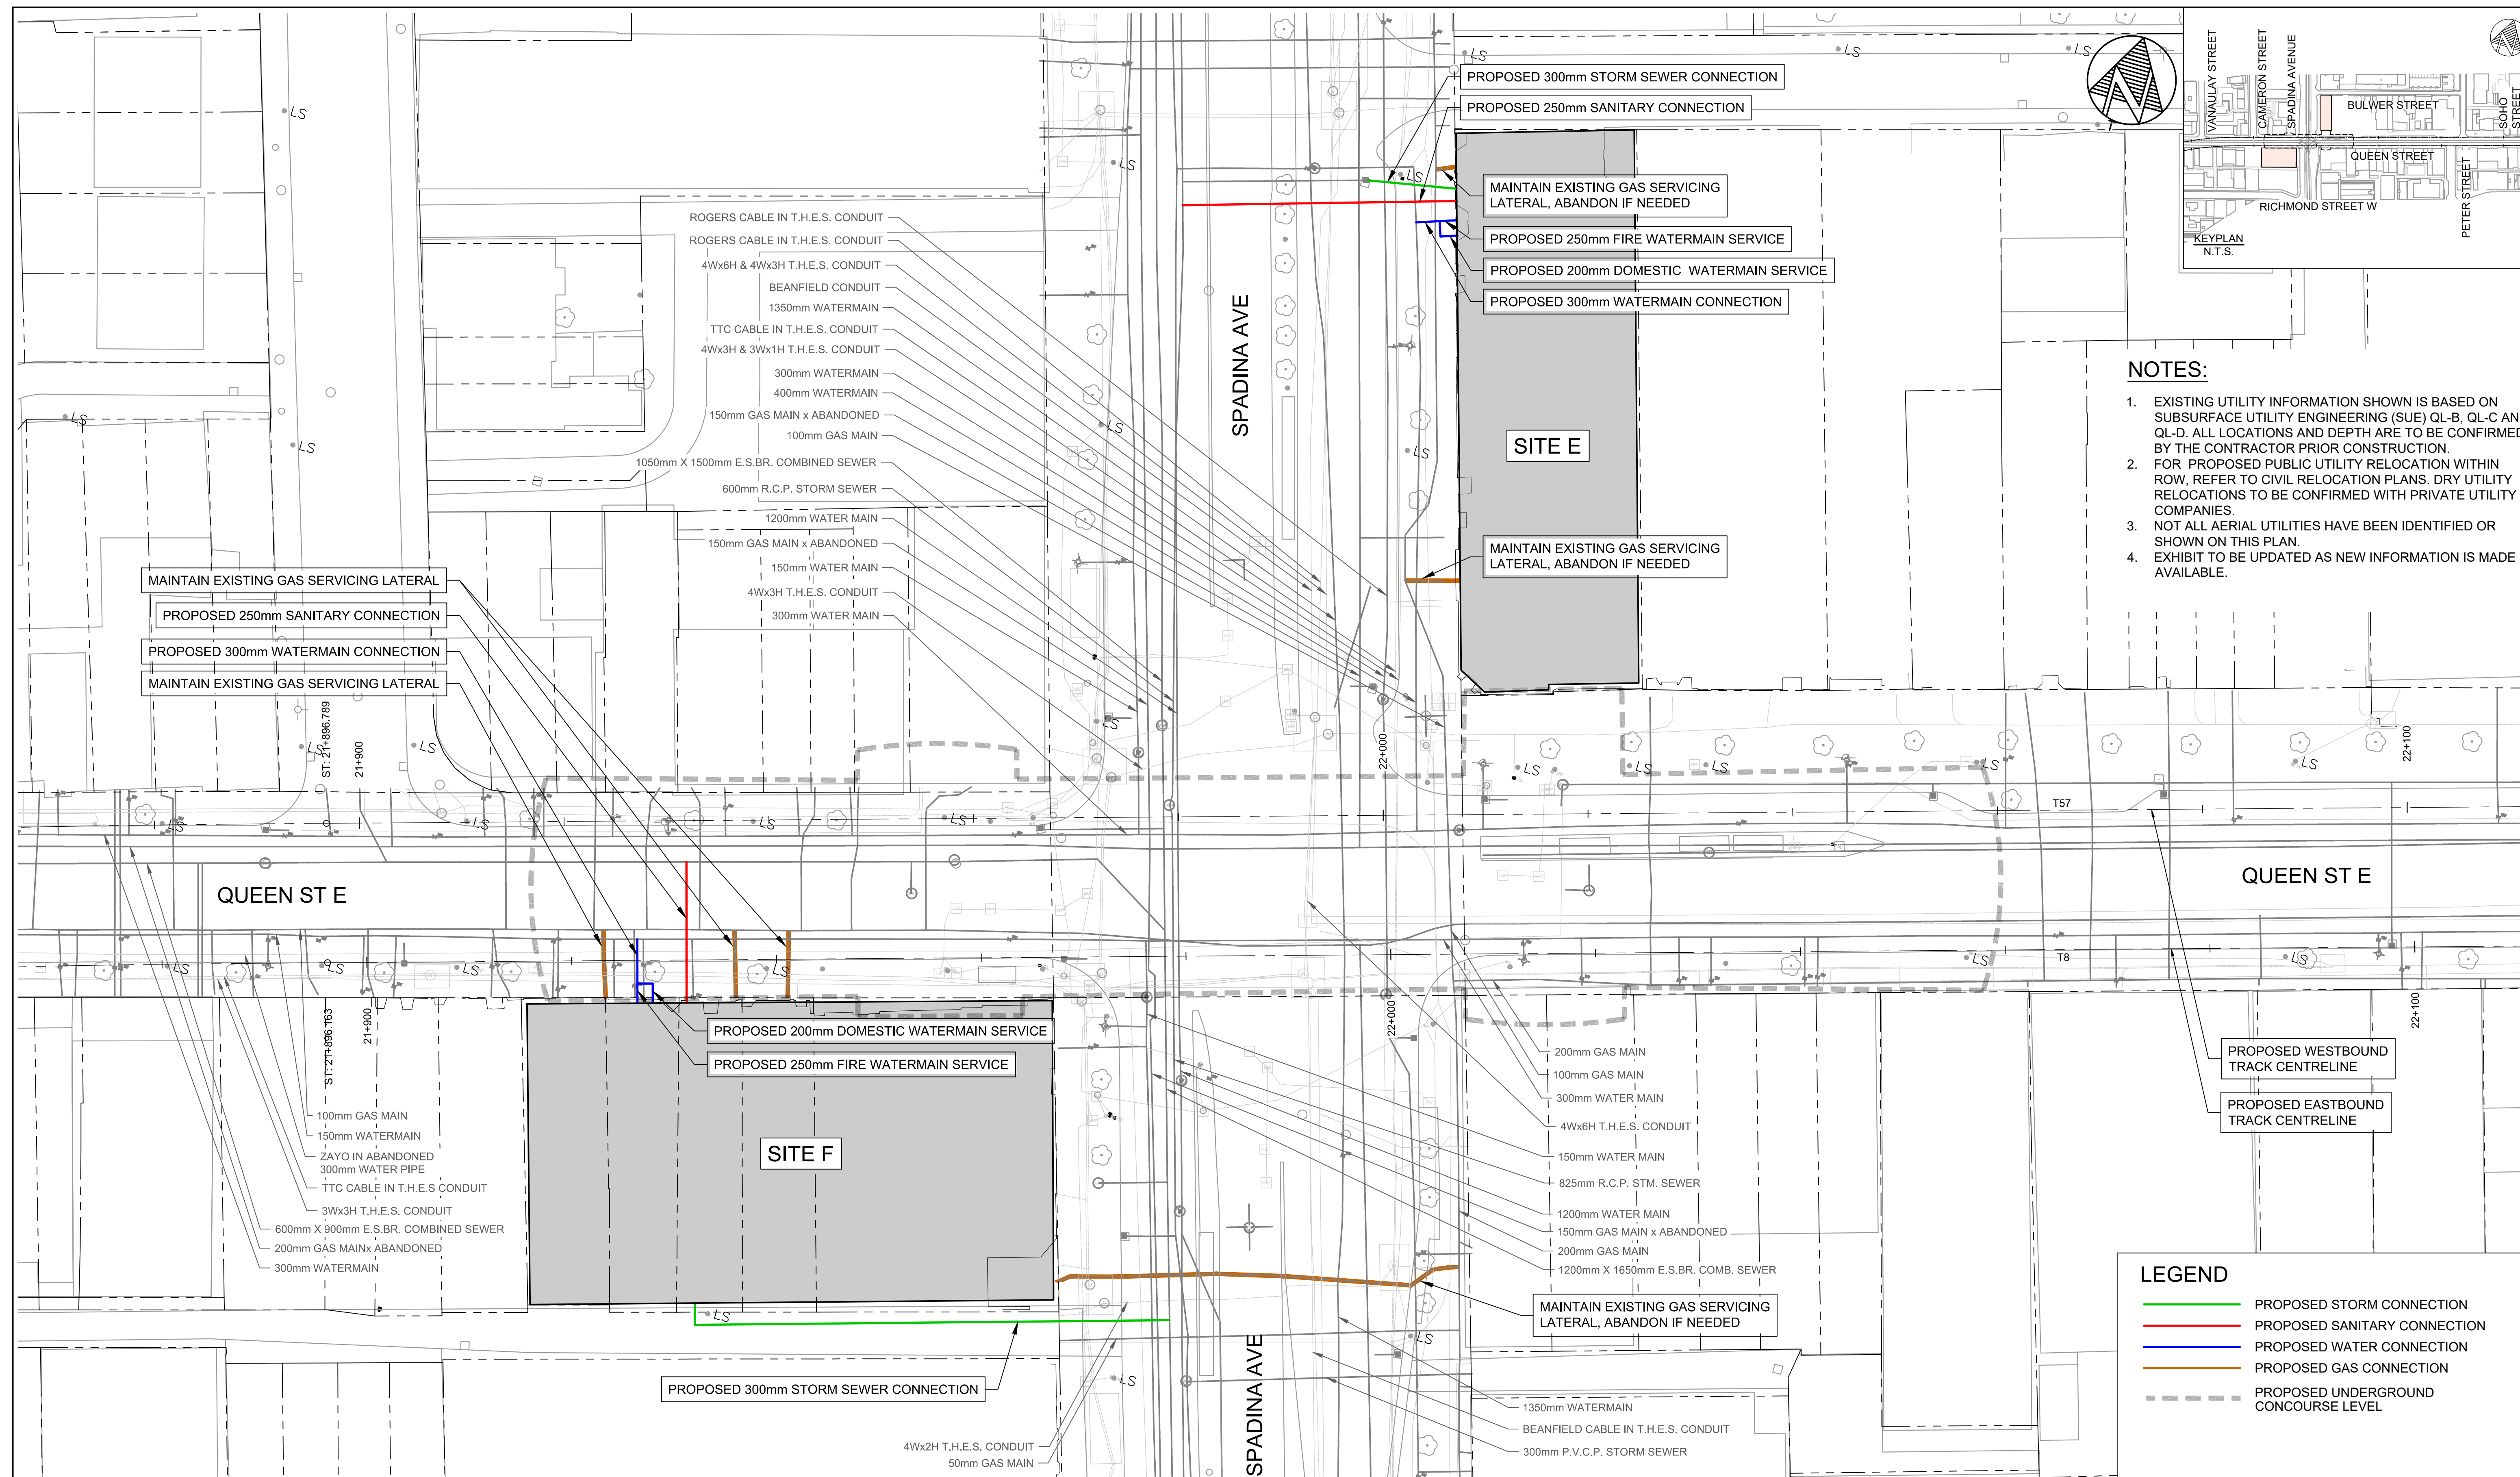 PROPOSED 300mm STORM SEWER CONNECTION
PROPOSED 250mm SANITARY CONNECTION
MAINTAIN EXISTING GAS SERVICING
LATERAL, ABANDON IF NEEDED
PROPOSED 250mm FIRE WATERMAIN SERVICE
PROPOSED 200mm DOMESTIC WATERMAIN SERVICE
PROPOSED 300mm WATERMAIN CONNECTION
VANAULAY STREET
CAMERON STREET
SPADINA AVENUE
BULWER STREET
SOHO
STREET
QUEEN STREET
PETER STREET
RICHMOND STREET W
KEYPLAN
N.T.S.
ROGERS CABLE IN T.H.E.S. CONDUIT
ROGERS CABLE IN T.H.E.S. CONDUIT
4Wx6H & 4Wx3H T.H.E.S. CONDUIT
BEANFIELD CONDUIT
1350mm WATERMAIN
TTC CABLE IN T.H.E.S. CONDUIT
4Wx3H & 3Wx1H T.H.E.S. CONDUIT
300mm WATERMAIN
400mm WATERMAIN
150mm GAS MAIN x ABANDONED
100mm GAS MAIN
1050mm X 1500mm E.S.BR. COMBINED SEWER
600mm R.C.P. STORM SEWER
1200mm WATER MAIN
150mm GAS MAIN x ABANDONED
150mm WATER MAIN
4Wx3H T.H.E.S. CONDUIT
300mm WATER MAIN
SPADINA AVE
SITE E
MAINTAIN EXISTING GAS SERVICING
LATERAL, ABANDON IF NEEDED
NOTES:
1. EXISTING UTILITY INFORMATION SHOWN IS BASED ON
SUBSURFACE UTILITY ENGINEERING (SUE) QL-B, QL-C AN
QL-D. ALL LOCATIONS AND DEPTH ARE TO BE CONFIRMED
BY THE CONTRACTOR PRIOR CONSTRUCTION.
2. FOR PROPOSED PUBLIC UTILITY RELOCATION WITHIN
ROW, REFER TO CIVIL RELOCATION PLANS. DRY UTILITY
RELOCATIONS TO BE CONFIRMED WITH PRIVATE UTILITY
COMPANIES.
3. NOT ALL AERIAL UTILITIES HAVE BEEN IDENTIFIED OR
SHOWN ON THIS PLAN.
4. EXHIBIT TO BE UPDATED AS NEW INFORMATION IS MADE
AVAILABLE.
MAINTAIN EXISTING GAS SERVICING LATERAL
PROPOSED 250mm SANITARY CONNECTION
PROPOSED 300mm WATERMAIN CONNECTION
MAINTAIN EXISTING GAS SERVICING LATERAL
ST: 21+896.789
21+900
22+000
22+100
T57
QUEEN ST E
QUEEN ST E
T8
ST: 21+896.163
21+900
22+000
22+100
PROPOSED 200mm DOMESTIC WATERMAIN SERVICE
PROPOSED 250mm FIRE WATERMAIN SERVICE
SITE F
100mm GAS MAIN
150mm WATERMAIN
ZAYO IN ABANDONED
300mm WATER PIPE
TTC CABLE IN T.H.E.S CONDUIT
3Wx3H T.H.E.S. CONDUIT
600mm X 900mm E.S.BR. COMBINED SEWER
200mm GAS MAINx ABANDONED
300mm WATERMAIN
200mm GAS MAIN
100mm GAS MAIN
300mm WATER MAIN
4Wx6H T.H.E.S. CONDUIT
150mm WATER MAIN
825mm R.C.P. STM. SEWER
1200mm WATER MAIN
150mm GAS MAIN x ABANDONED
200mm GAS MAIN
1200mm X 1650mm E.S.BR. COMB. SEWER
MAINTAIN EXISTING GAS SERVICING
LATERAL, ABANDON IF NEEDED
PROPOSED WESTBOUND
TRACK CENTRELINE
PROPOSED EASTBOUND
TRACK CENTRELINE
PROPOSED 300mm STORM SEWER CONNECTION
SPADINA AVE
4Wx2H T.H.E.S. CONDUIT
50mm GAS MAIN
1350mm WATERMAIN
BEANFIELD CABLE IN T.H.E.S. CONDUIT
300mm P.V.C.P. STORM SEWER
LEGEND
PROPOSED STORM CONNECTION
PROPOSED SANITARY CONNECTION
PROPOSED WATER CONNECTION
PROPOSED GAS CONNECTION
PROPOSED UNDERGROUND
CONCOURSE LEVEL